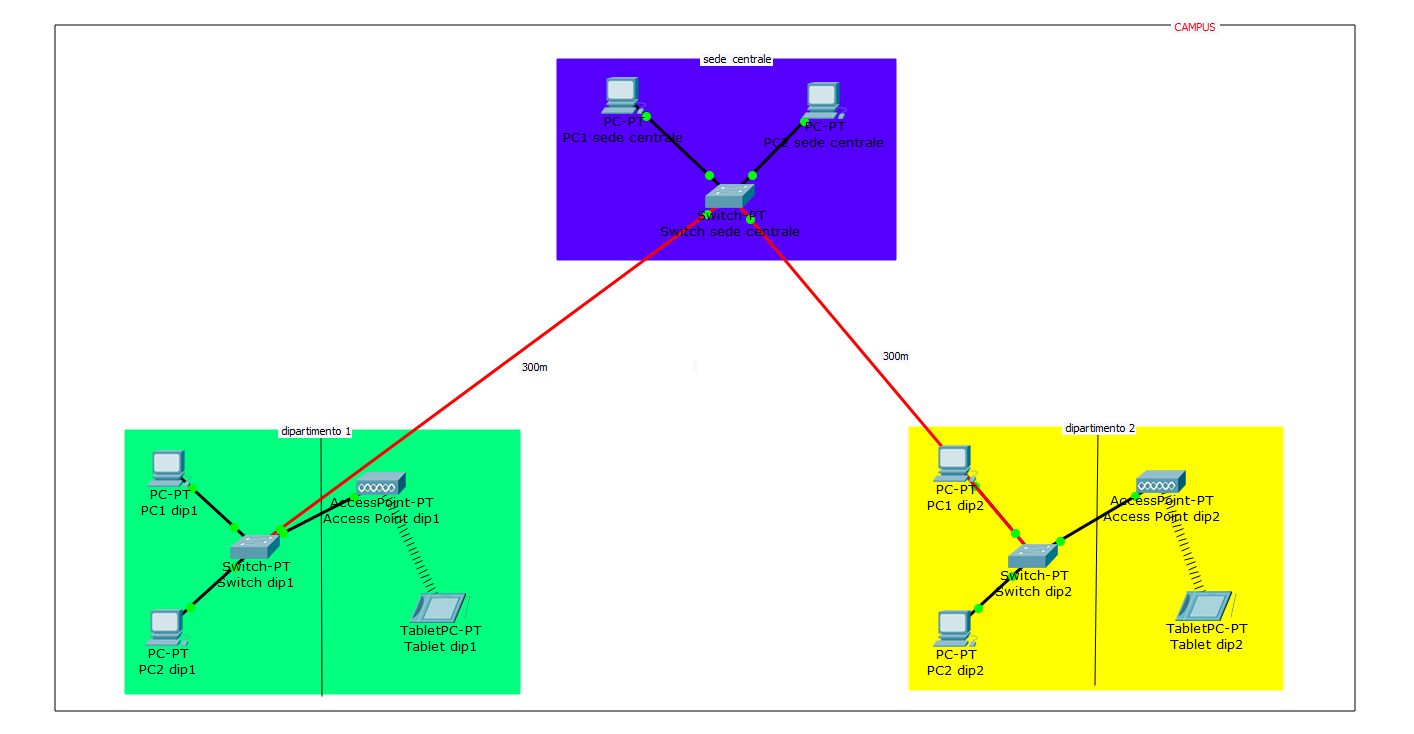 CAMPUS
sede centrale
PC-PT
PC1 sede centrale
PC-PT
PC2 sede centrale
Switch-PT
Switch sede centrale
300m
300m
dipartimento 1
PC-PT
PC1 dip1
AccessPoint-PT
Access Point dip1
Switch-PT
Switch dip1
TabletPC-PT
Tablet dip1
PC-PT
PC2 dip1
dipartimento 2
PC-PT
PC1 dip2
AccessPoint-PT
Access Point dip2
Switch-PT
Switch dip2
TabletPC-PT
Tablet dip2
PC-PT
PC2 dip2